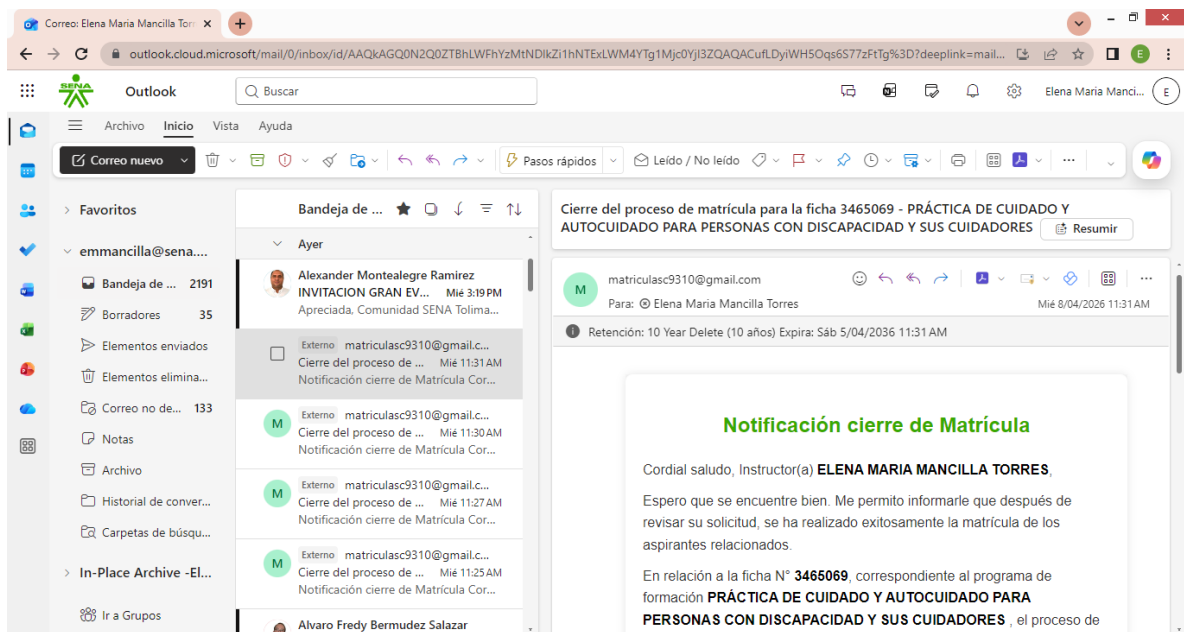 Correo: Elena Maria Mancilla Torr
outlook.cloud.microsoft/mail/0/inbox/id/AAQkAGQ0N2Q0ZTBhLWFhYzMtNDlkZi1hNTExLWM4YTg1Mjc0YjI3ZQAQACufLDyiWH5Oqs6S77zFtTg%3D?deeplink=mail...
E
SENA
Outlook
Buscar
Elena Maria Manci...
E
Archivo Inicio Vista Ayuda
Correo nuevo
Pasos rápidos
Leído / No leído
Favoritos
emmancilla@sena....
Bandeja de ... 2191
Borradores 35
Elementos enviados
Elementos elimina...
Correo no de... 133
Notas
Archivo
Historial de conver...
Carpetas de búsqu...
In-Place Archive -El...
Ir a Grupos
Bandeja de ...
Ayer
Alexander Montealegre Ramirez
INVITACION GRAN EV... Mié 3:19 PM
Apreciada, Comunidad SENA Tolima...
Externo matriculasc9310@gmail.c...
Cierre del proceso de ... Mié 11:31 AM
Notificación cierre de Matrícula Cor...
M
Externo matriculasc9310@gmail.c...
Cierre del proceso de ... Mié 11:30 AM
Notificación cierre de Matrícula Cor...
M
Externo matriculasc9310@gmail.c...
Cierre del proceso de ... Mié 11:27 AM
Notificación cierre de Matrícula Cor...
M
Externo matriculasc9310@gmail.c...
Cierre del proceso de ... Mié 11:25 AM
Notificación cierre de Matrícula Cor...
Alvaro Fredy Bermudez Salazar
Cierre del proceso de matrícula para la ficha 3465069 - PRÁCTICA DE CUIDADO Y
AUTOCUIDADO PARA PERSONAS CON DISCAPACIDAD Y SUS CUIDADORES
Resumir
M
matriculasc9310@gmail.com
Para: Elena Maria Mancilla Torres
Mié 8/04/2026 11:31 AM
Retención: 10 Year Delete (10 años) Expira: Sáb 5/04/2036 11:31 AM
Notificación cierre de Matrícula
Cordial saludo, Instructor(a) ELENA MARIA MANCILLA TORRES,
Espero que se encuentre bien. Me permito informarle que después de
revisar su solicitud, se ha realizado exitosamente la matrícula de los
aspirantes relacionados.
En relación a la ficha N° 3465069, correspondiente al programa de
formación PRÁCTICA DE CUIDADO Y AUTOCUIDADO PARA
PERSONAS CON DISCAPACIDAD Y SUS CUIDADORES , el proceso de